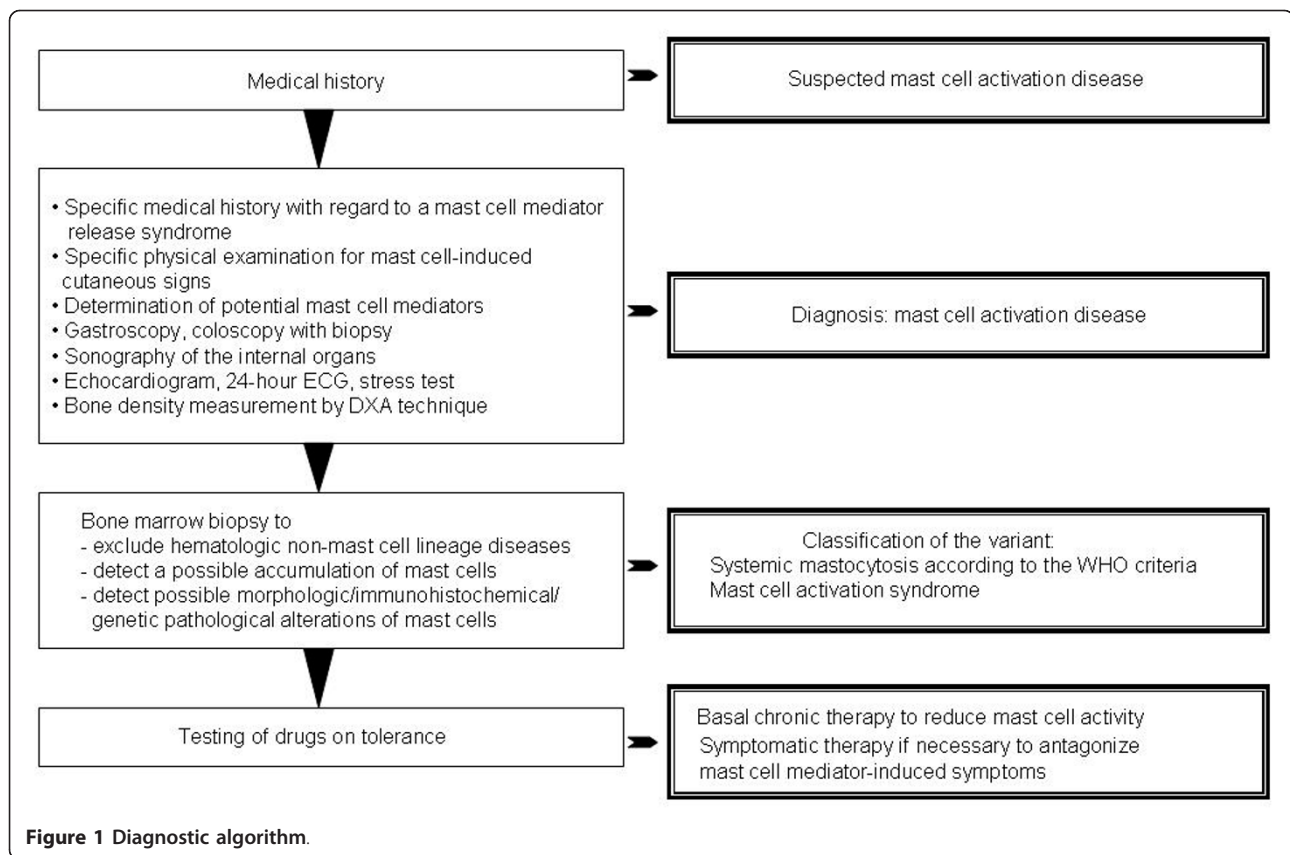 Medical history
Suspected mast cell activation disease
• Specific medical history with regard to a mast cell mediator
release syndrome
• Specific physical examination for mast cell-induced
cutaneous signs
• Determination of potential mast cell mediators
• Gastroscopy, coloscopy with biopsy
• Sonography of the internal organs
• Echocardiogram, 24-hour ECG, stress test
• Bone density measurement by DXA technique
Diagnosis: mast cell activation disease
Bone marrow biopsy to
- exclude hematologic non-mast cell lineage diseases
- detect a possible accumulation of mast cells
- detect possible morphologic/immunohistochemical/
genetic pathological alterations of mast cells
Classification of the variant:
Systemic mastocytosis according to the WHO criteria
Mast cell activation syndrome
Testing of drugs on tolerance
Basal chronic therapy to reduce mast cell activity
Symptomatic therapy if necessary to antagonize
mast cell mediator-induced symptoms
Figure 1 Diagnostic algorithm.